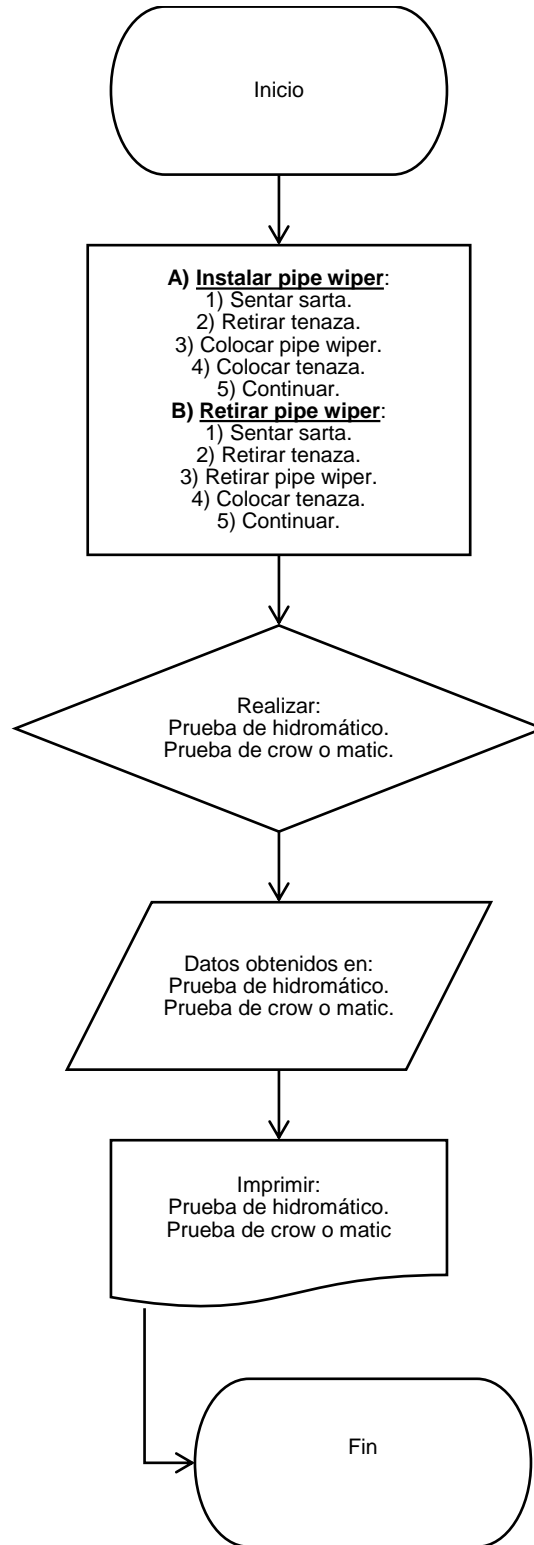 Inicio
A) Instalar pipe wiper:
1) Sentar sarta.
2) Retirar tenaza.
3) Colocar pipe wiper.
4) Colocar tenaza.
5) Continuar.
B) Retirar pipe wiper:
1) Sentar sarta.
2) Retirar tenaza.
3) Retirar pipe wiper.
4) Colocar tenaza.
5) Continuar.
Realizar:
Prueba de hidromático.
Prueba de crow o matic.
Datos obtenidos en:
Prueba de hidromático.
Prueba de crow o matic.
Imprimir:
Prueba de hidromático.
Prueba de crow o matic
Fin